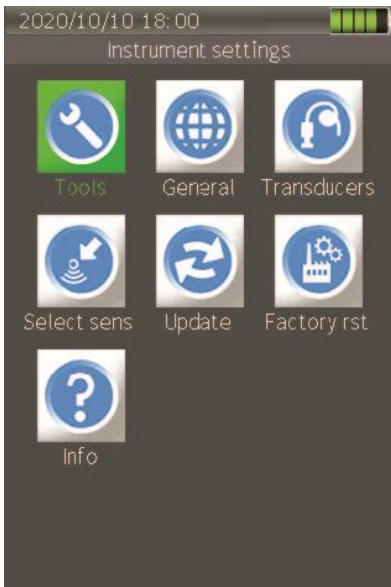 2020/10/10 18:00
Instrument settings
Tools General Transducers
Select sens Update Factory rst
Info